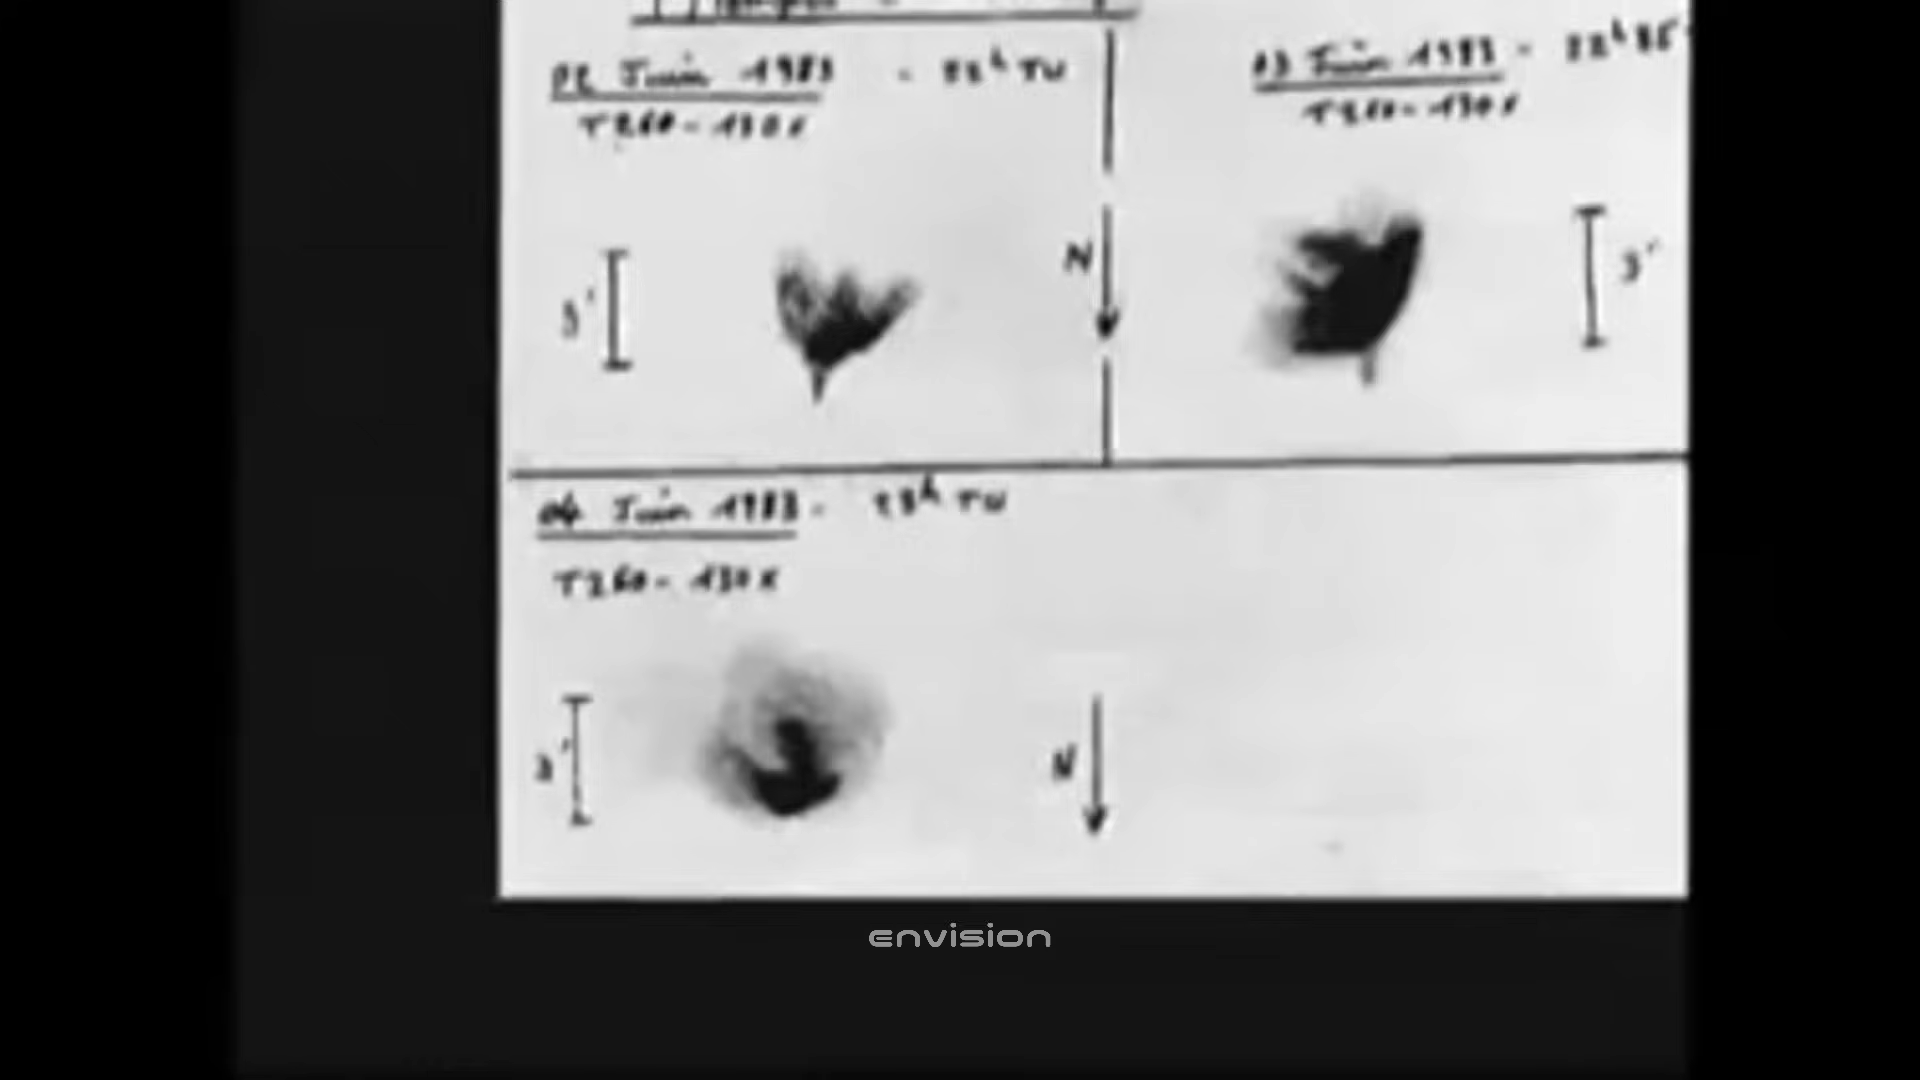 02 Juin 1983 - 22h TU
T260 - 130x
3'
N
03 Juin 1983 -
T260 - 130x
3'
04 Juin 1983 - 23h TU
T260 - 130x
3'
N
envision